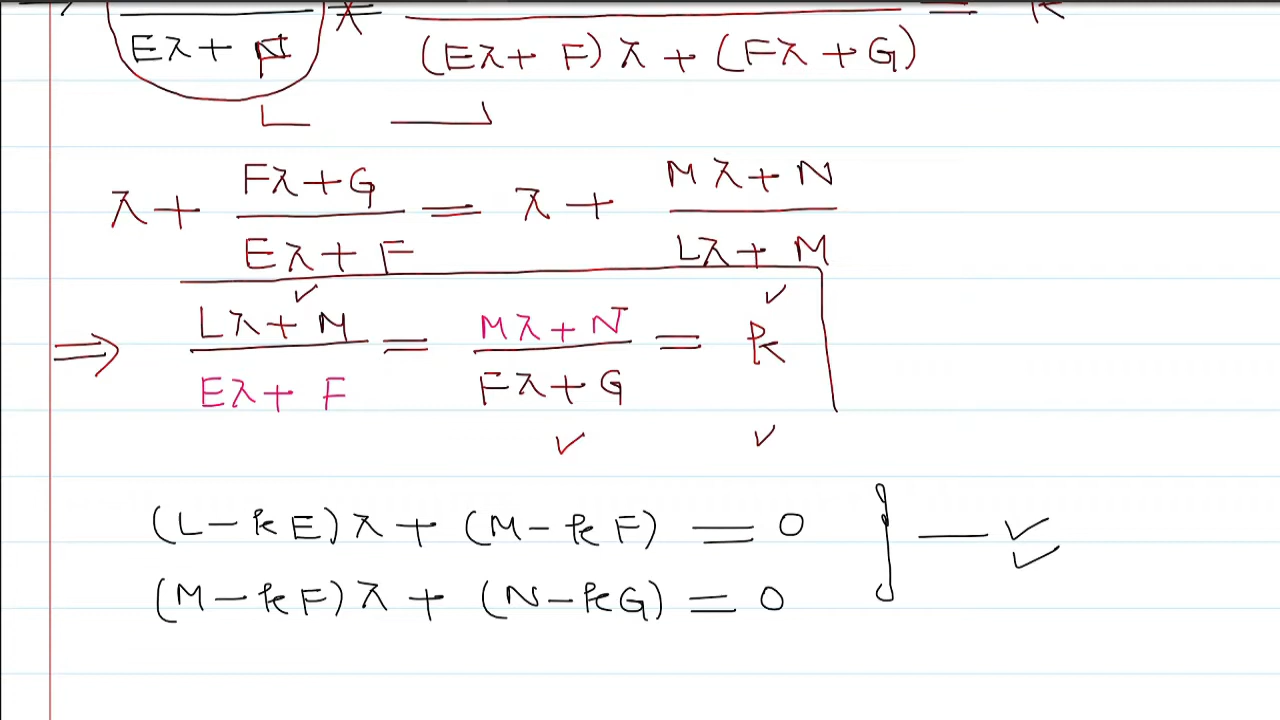 Eλ + F / (Eλ + F) λ + (Fλ + G) = k
λ + (Fλ + G)/(Eλ + F) = λ + (Mλ + N)/(Lλ + M)
⇒ (Lλ + M)/(Eλ + F) = (Mλ + N)/(Fλ + G) = k
(L − kE) λ + (M − kF) = 0
(M − kF) λ + (N − kG) = 0